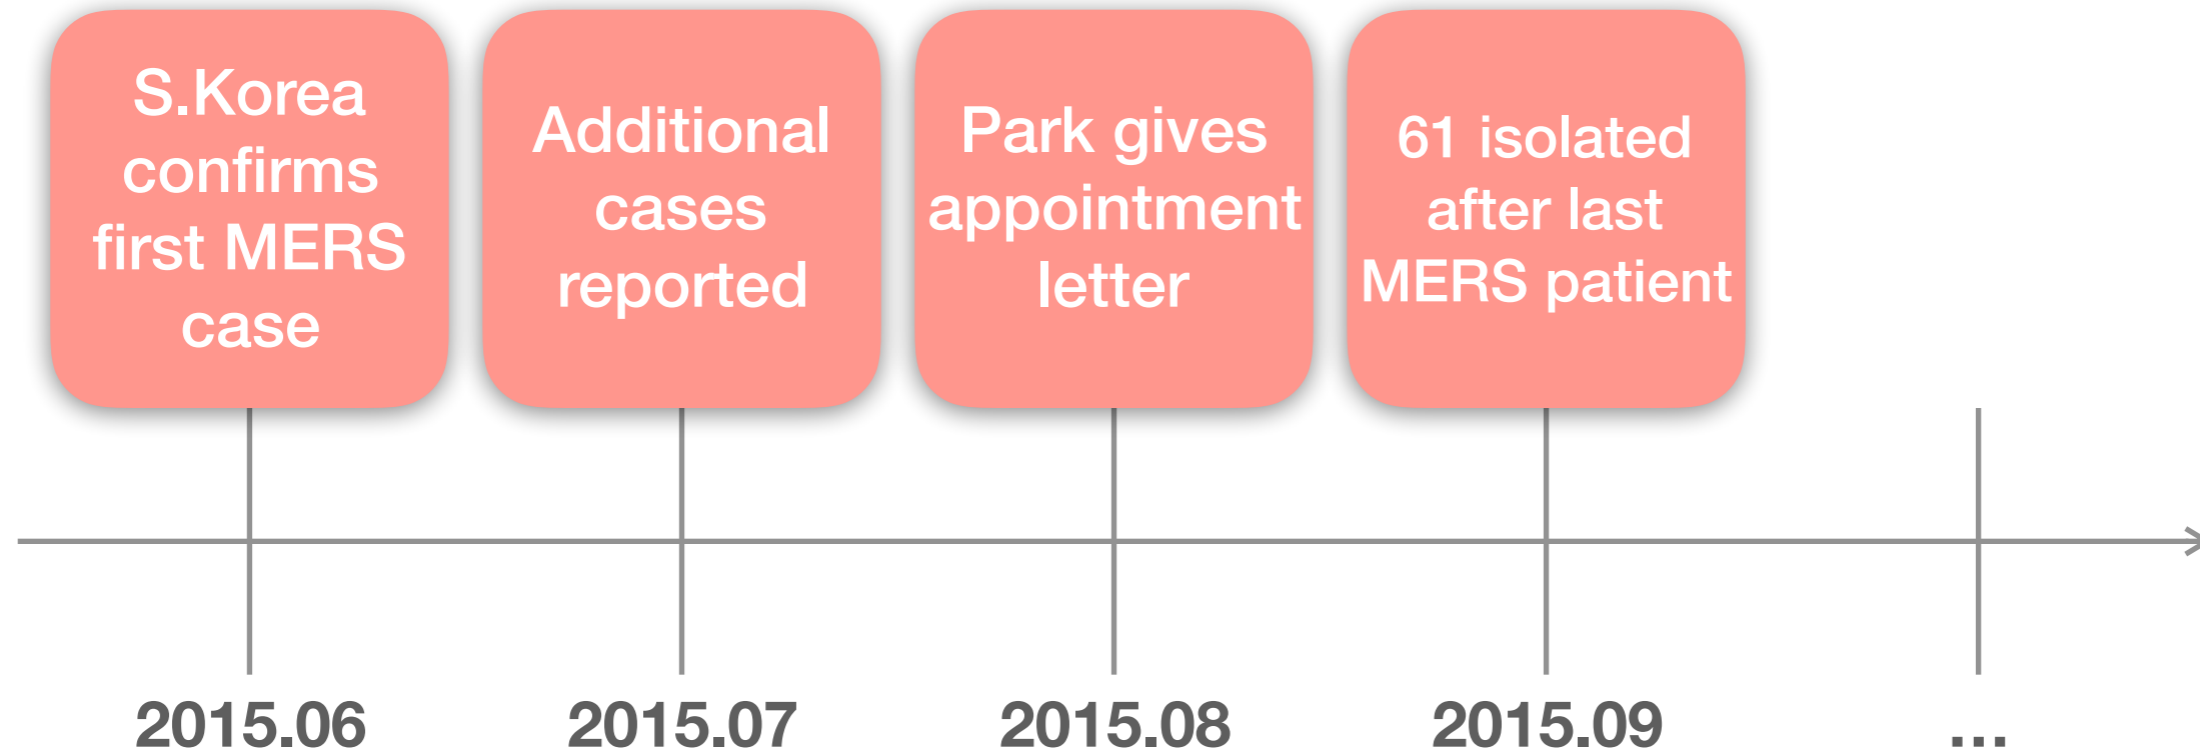 S.Korea
confirms
first MERS
case
Additional
cases
reported
Park gives
appointment
letter
61 isolated
after last
MERS patient
2015.06
2015.07
2015.08
2015.09
...